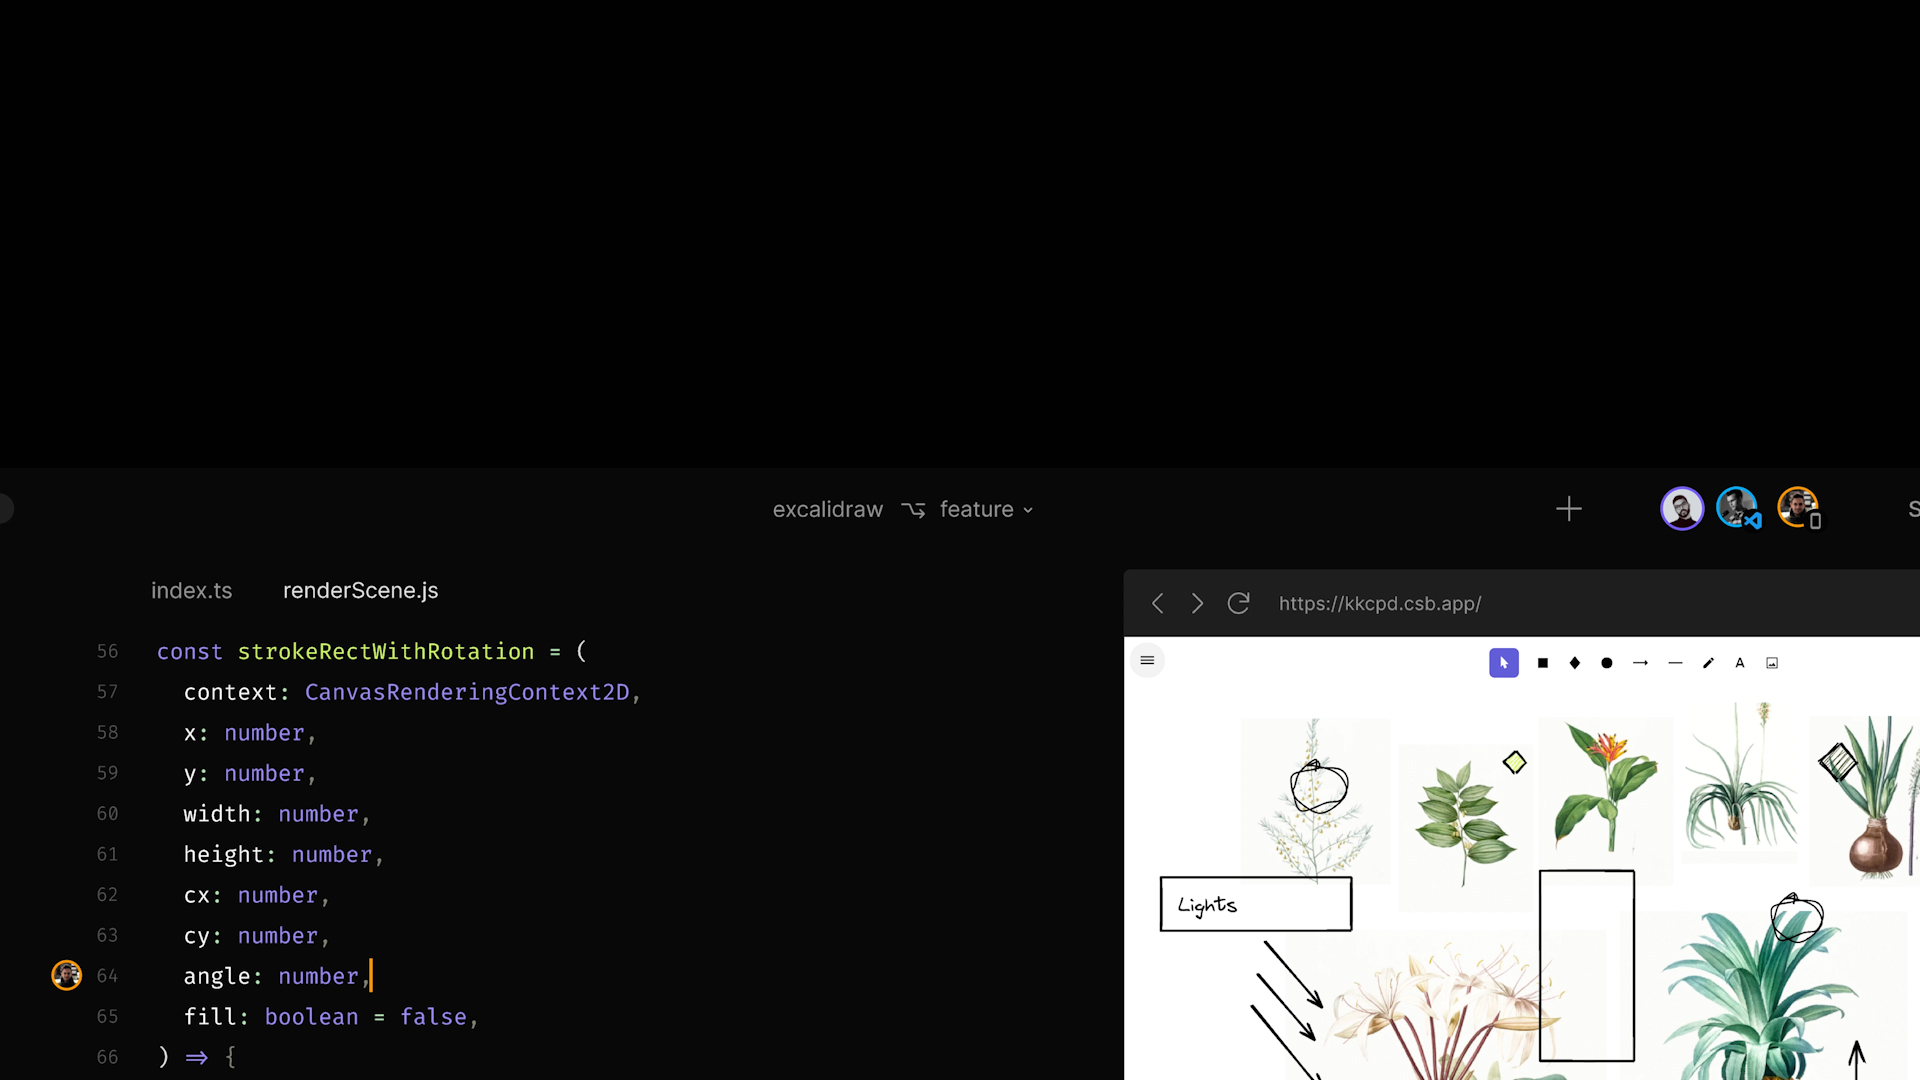 excalidraw feature
S
index.ts renderScene.js
https://kkcpd.csb.app/
56 const strokeRectWithRotation = (
57 context: CanvasRenderingContext2D,
58 x: number,
59 y: number,
60 width: number,
61 height: number,
62 cx: number,
63 cy: number,
64 angle: number,
65 fill: boolean = false,
66 ) => {
A
Lights